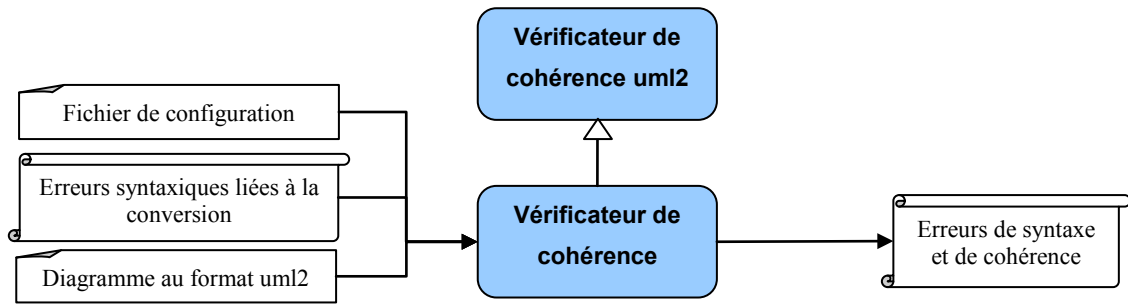 Vérificateur de
cohérence uml2
Fichier de configuration
Erreurs syntaxiques liées à la
conversion
Diagramme au format uml2
Vérificateur de
cohérence
Erreurs de syntaxe
et de cohérence